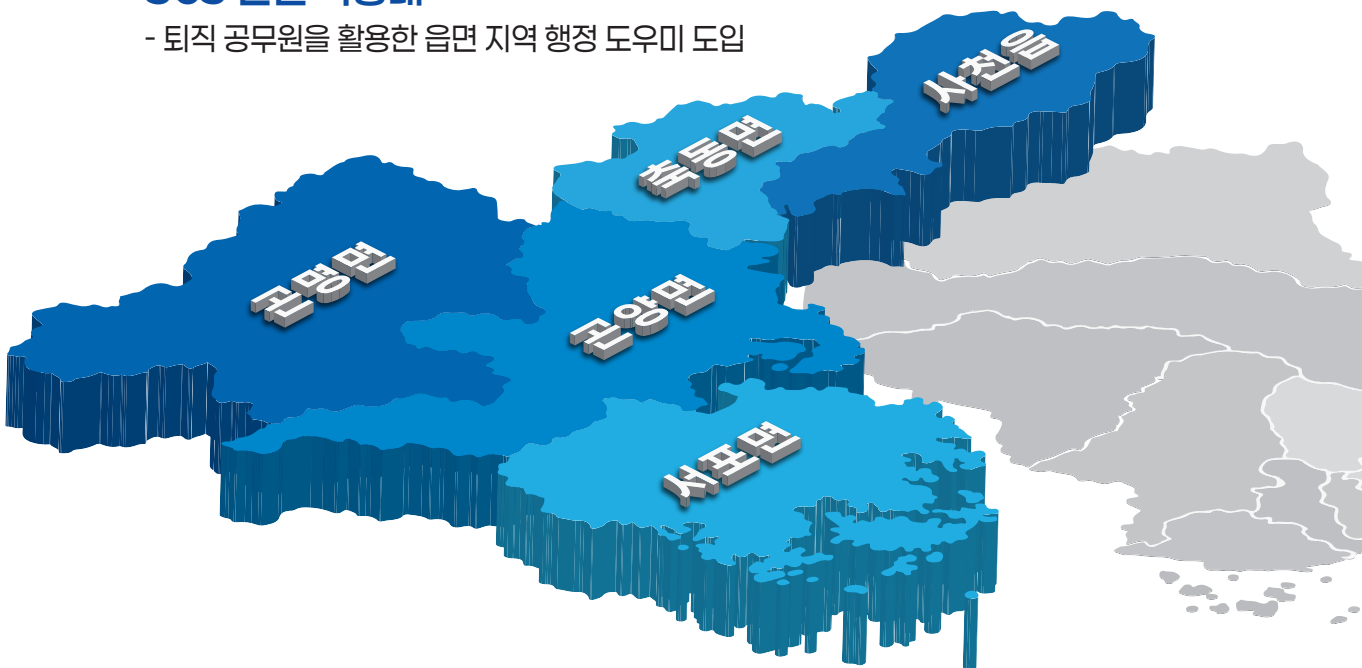 - 퇴직 공무원을 활용한 읍면 지역 행정 도우미 도입
사천읍
축동면
곤명면
곤양면
서포면